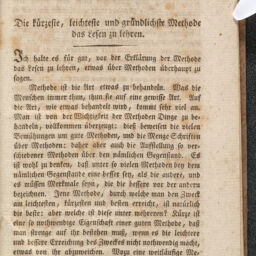 Die kürzeste, leichteste und gründlichste Methode
das Lesen zu lehren.
Ich halte es für gut, vor der Erklärung der Methode
das Lesen zu lehren, etwas über Methoden überhaupt zu
sagen.
Methode ist die Art etwas zu behandeln. Was die
Menschen immer thun, thun sie auf eine gewisse Art. Auf
die Art, wie etwas behandelt wird, kommt sehr viel an.
Man ist von der Wichtigkeit der Methoden Dinge zu be-
handeln, vollkommen überzeugt; dieß beweisen die vielen
Bemühungen um gute Methoden, und die Menge Schriften
über Methoden: daher aber auch die Aufstellung so ver-
schiedener Methoden über den nämlichen Gegenstand. Es
ist wohl zu denken, daß unter so vielen Methoden bey dem
nämlichen Gegenstande eine besser sey, als die andere, und
es müssen Merkmale seyn, die die bessere vor der andern
bezeichnen. Jene Methode, durch welche man den Zweck
am leichtesten, kürzesten und besten erreicht, ist natürlich
die beste: aber welche ist diese unter mehreren? Kürze ist
eine so nothwendige Eigenschaft einer guten Methode, daß
man strenge auf ihr bestehen muß, wenn es die leichtere
und bessere Erreichung des Zweckes nicht nothwendig macht,
etwas von ihr abzuweichen. Wozu eine weitläufige Me-